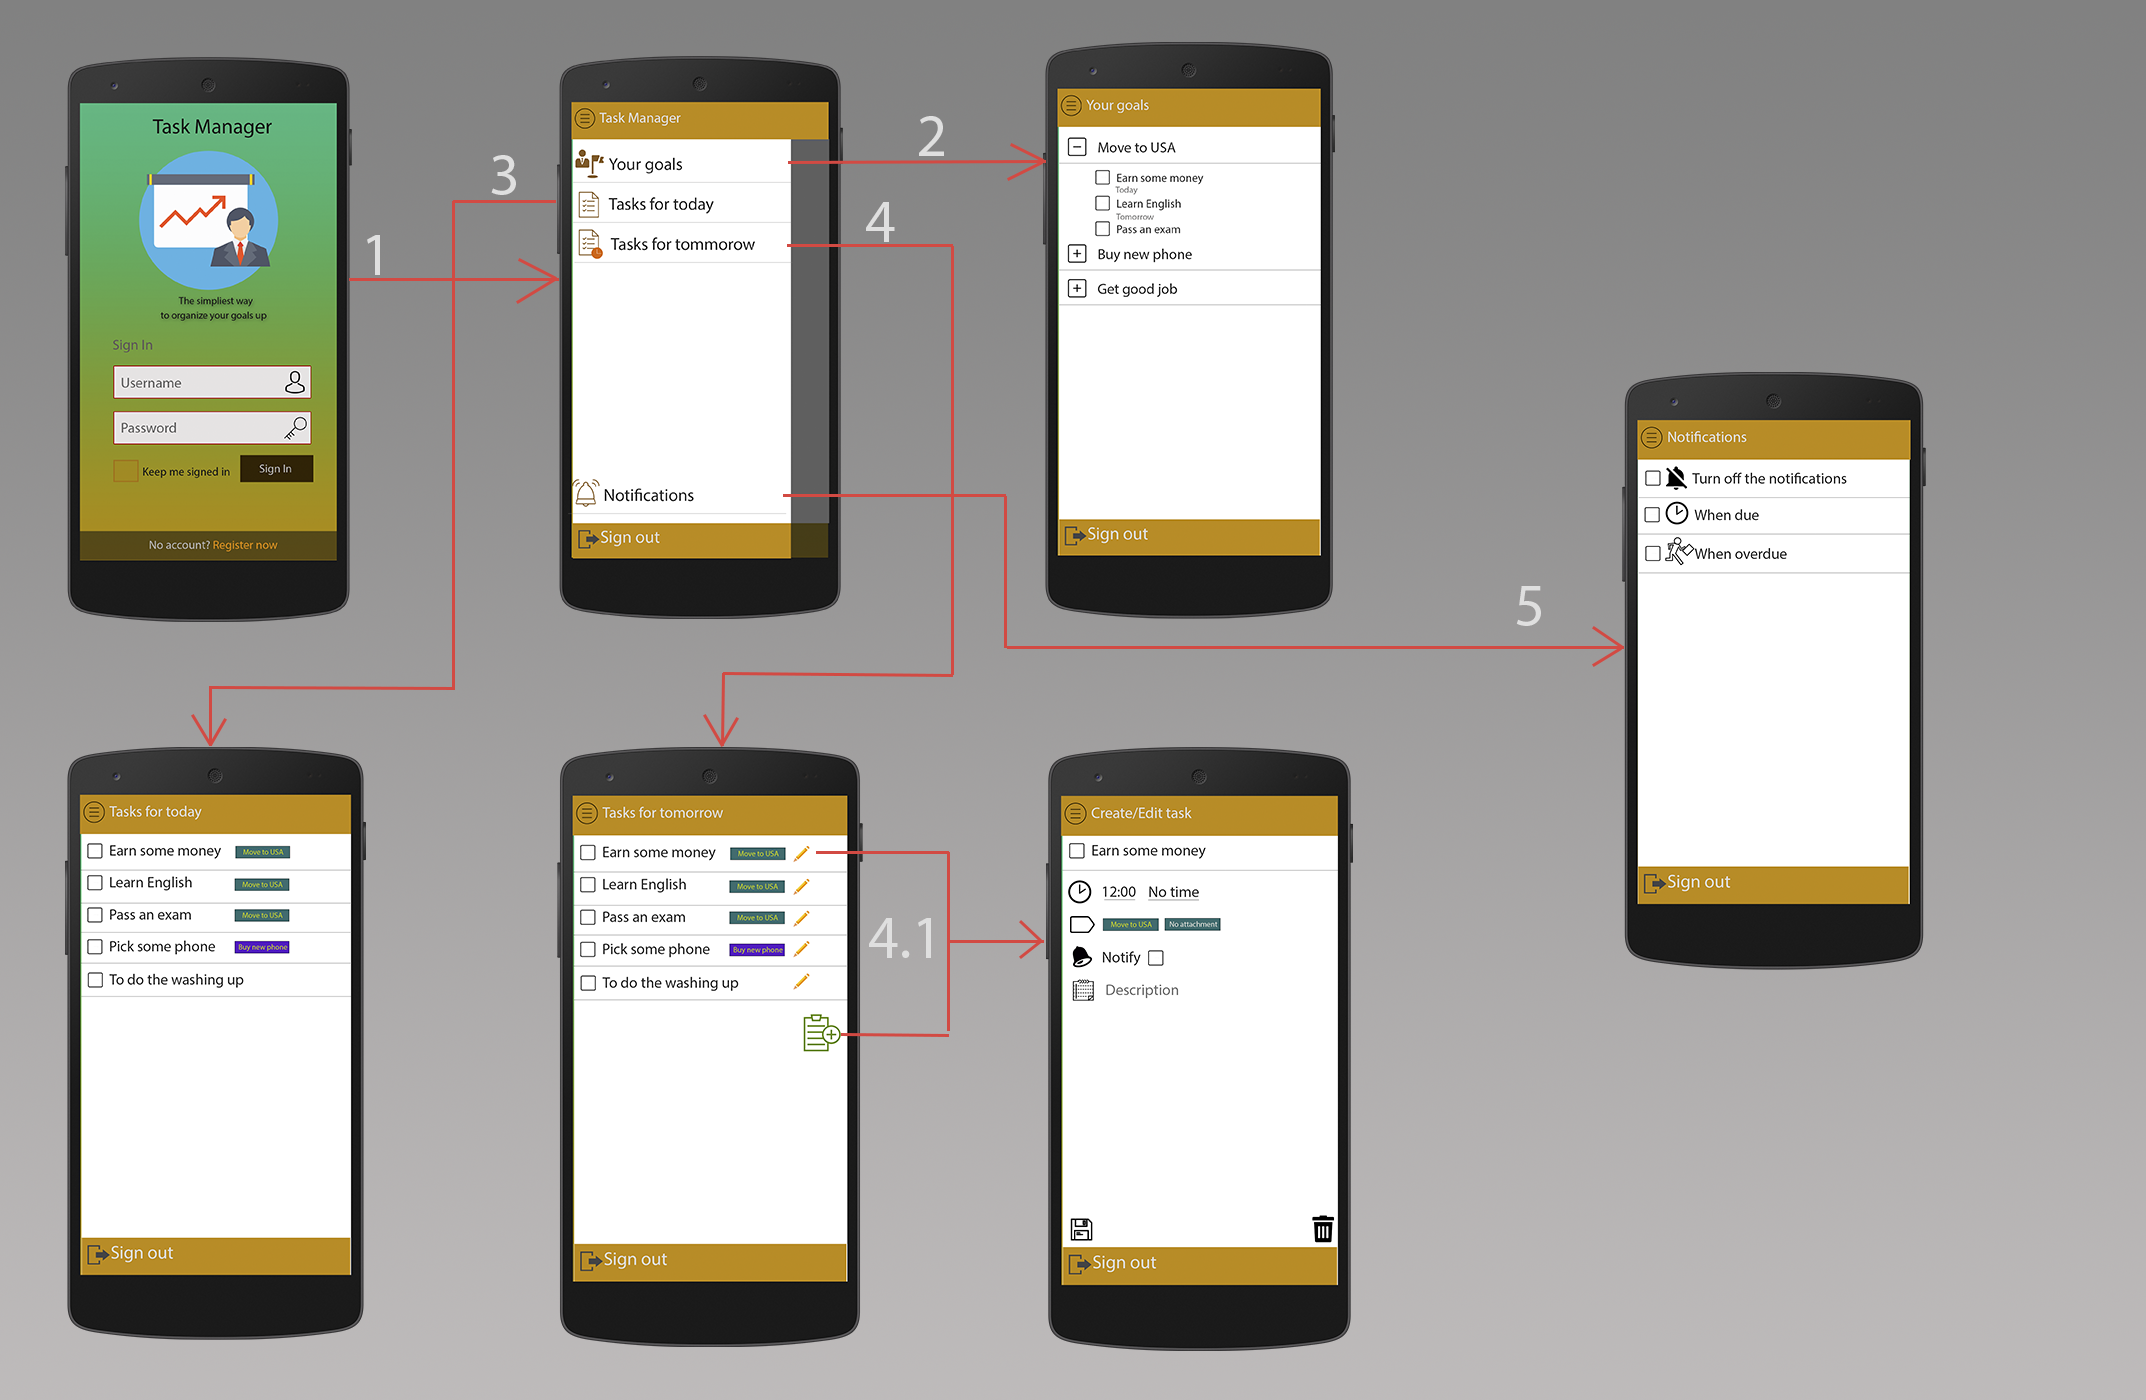 Task Manager
The simpliest way
to organize your goals up
Sign In
Username
Password
Keep me signed in
Sign In
No account? Register now
1
3
Task Manager
Your goals
Tasks for today
Tasks for tommorow
Notifications
Sign out
2
4
Your goals
Move to USA
Earn some money
Today
Learn English
Tomorrow
Pass an exam
Buy new phone
Get good job
Sign out
5
Notifications
Turn off the notifications
When due
When overdue
Sign out
Tasks for today
Earn some money Move to USA
Learn English Move to USA
Pass an exam Move to USA
Pick some phone Buy new phone
To do the washing up
Sign out
Tasks for tomorrow
Earn some money Move to USA
Learn English Move to USA
Pass an exam Move to USA
Pick some phone Buy new phone
To do the washing up
Sign out
4.1
Create/Edit task
Earn some money
12:00 No time
Move to USA No attachment
Notify
Description
Sign out